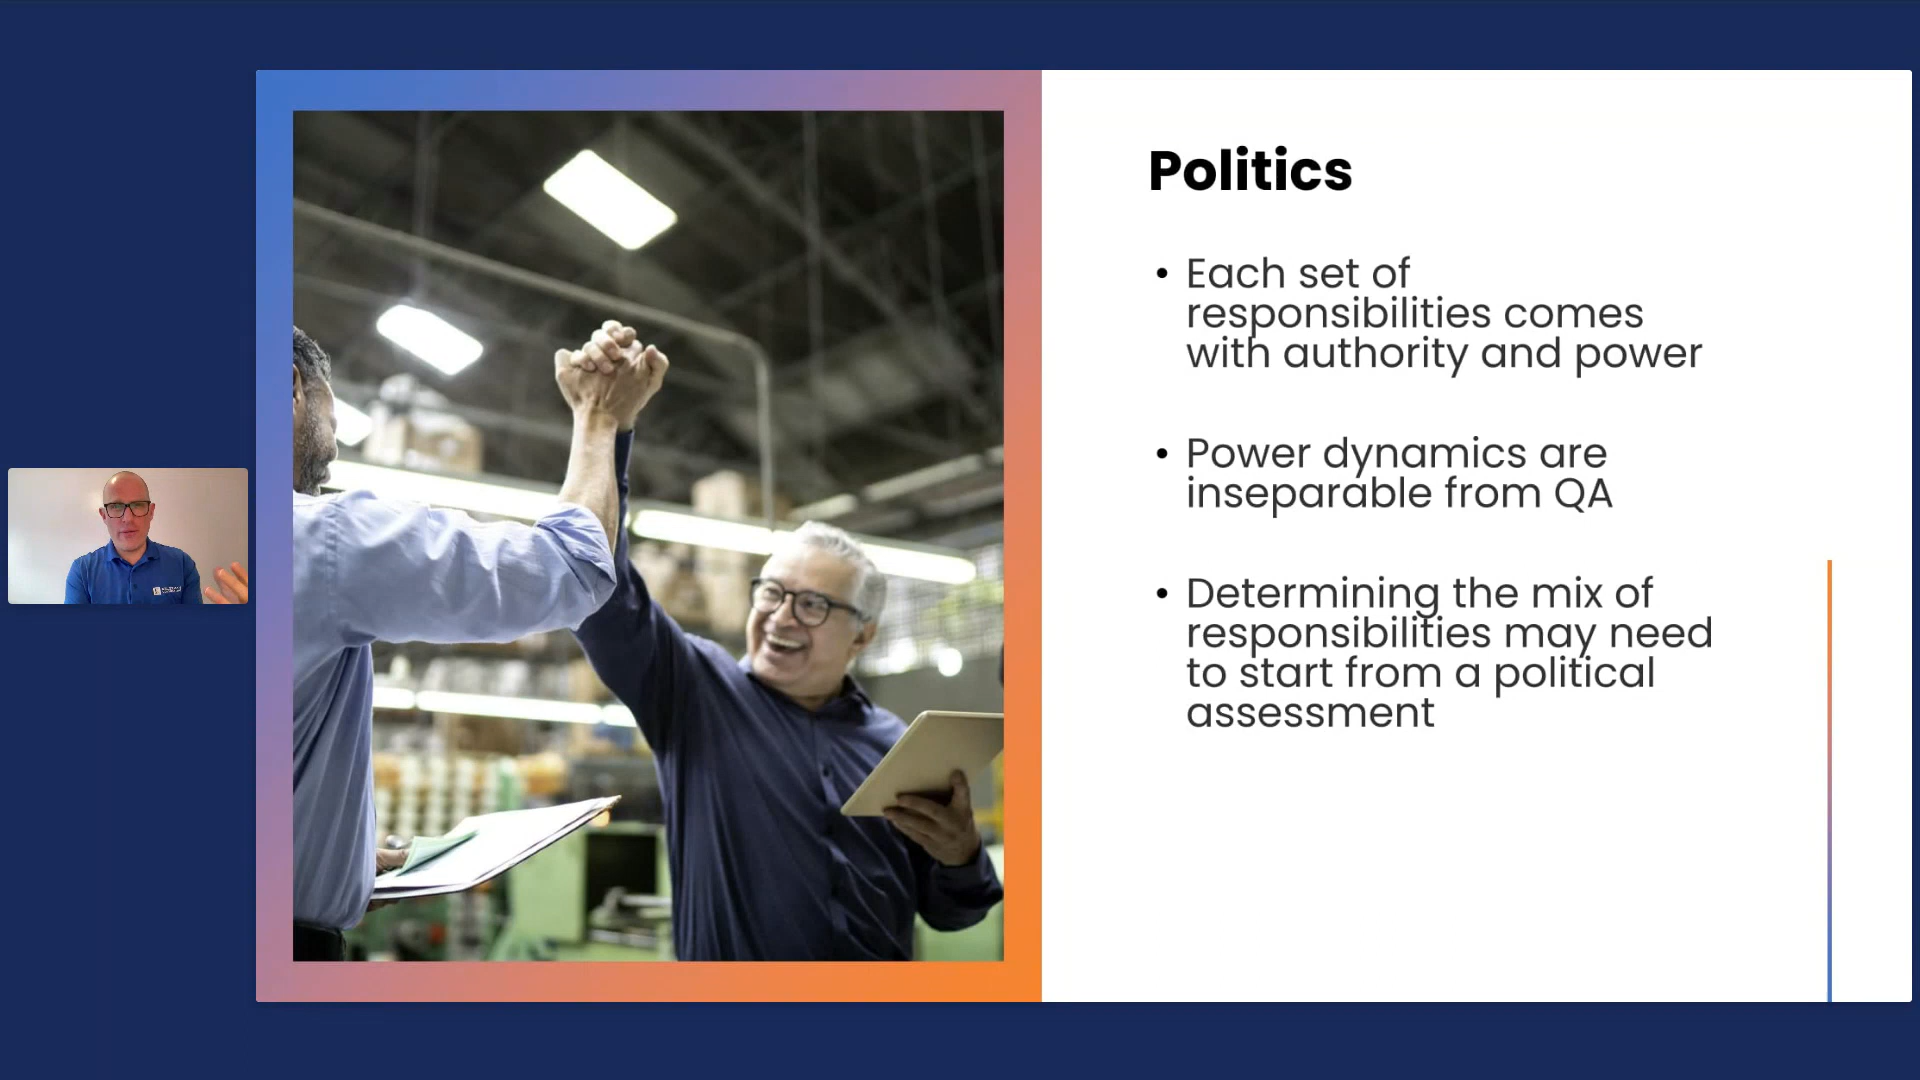 Politics
• Each set of
responsibilities comes
with authority and power
• Power dynamics are
inseparable from QA
• Determining the mix of
responsibilities may need
to start from a political
assessment